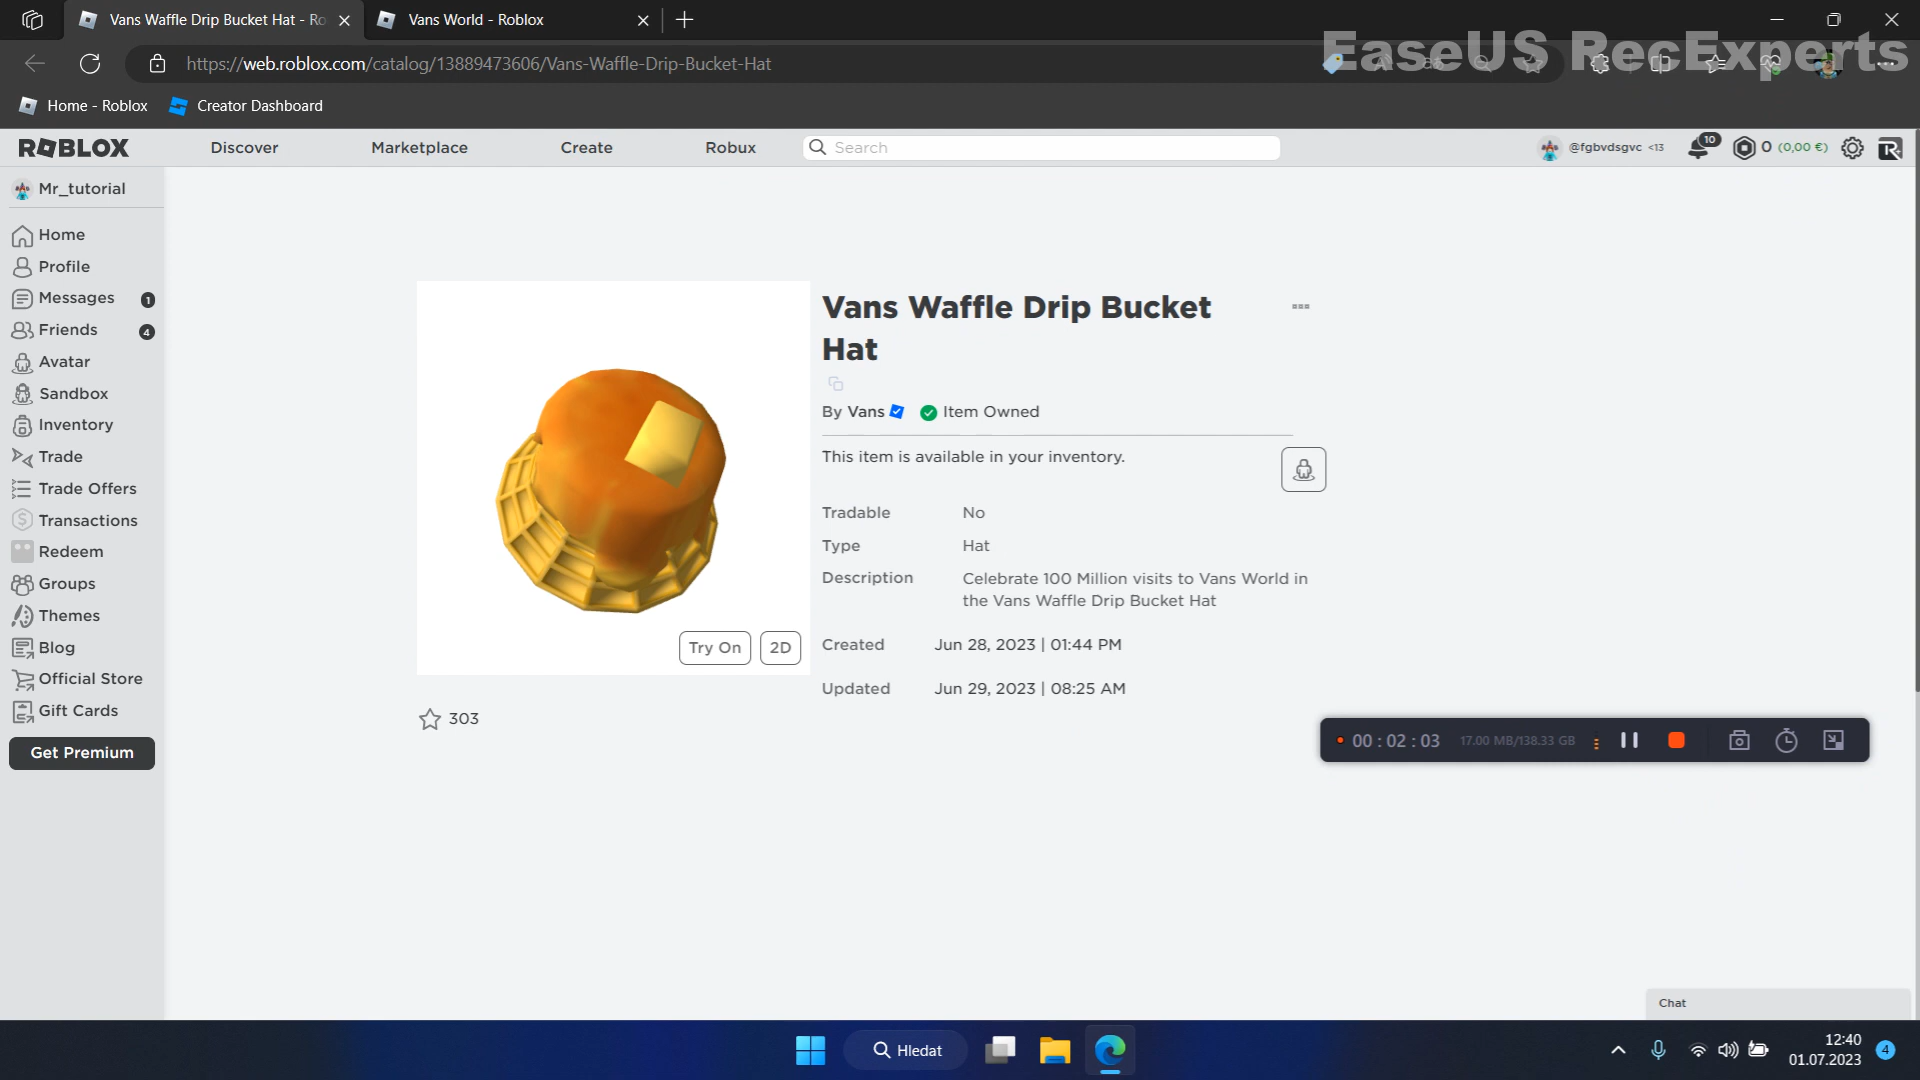 Vans Waffle Drip Bucket Hat - Ro
Vans World - Roblox
EaseUS RecExperts
https://web.roblox.com/catalog/13889473606/Vans-Waffle-Drip-Bucket-Hat
Home - Roblox
Creator Dashboard
ROBLOX
Discover
Marketplace
Create
Robux
Search
@fgbvdsgvc <13
10
0 (0,00 €)
Mr_tutorial
Home
Profile
Messages 1
Friends 4
Avatar
Sandbox
Inventory
Trade
Trade Offers
Transactions
Redeem
Groups
Themes
Blog
Official Store
Gift Cards
Get Premium
Try On
2D
303
Vans Waffle Drip Bucket
Hat
By Vans Item Owned
This item is available in your inventory.
Tradable No
Type Hat
Description Celebrate 100 Million visits to Vans World in
the Vans Waffle Drip Bucket Hat
Created Jun 28, 2023 | 01:44 PM
Updated Jun 29, 2023 | 08:25 AM
00 : 02 : 03 17.00 MB/138.33 GB
Chat
Hledat
12:40
01.07.2023
4